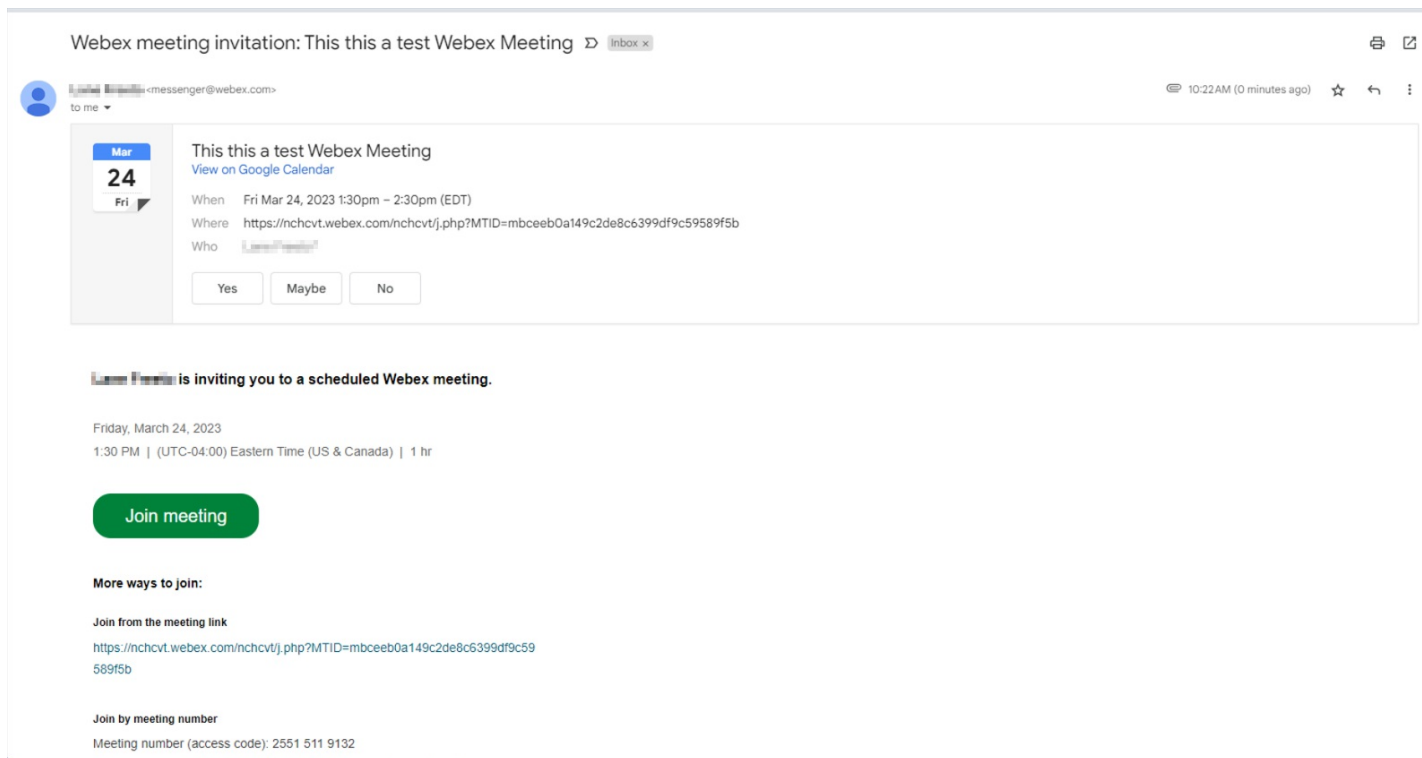 Webex meeting invitation: This this a test Webex Meeting Inbox x
<messenger@webex.com> 10:22AM (0 minutes ago)
to me
Mar
24
Fri
This this a test Webex Meeting
View on Google Calendar
When Fri Mar 24, 2023 1:30pm – 2:30pm (EDT)
Where https://nchcvt.webex.com/nchcvt/j.php?MTID=mbceeb0a149c2de8c6399df9c59589f5b
Who
Yes Maybe No
is inviting you to a scheduled Webex meeting.
Friday, March 24, 2023
1:30 PM | (UTC-04:00) Eastern Time (US & Canada) | 1 hr
Join meeting
More ways to join:
Join from the meeting link
https://nchcvt.webex.com/nchcvt/j.php?MTID=mbceeb0a149c2de8c6399df9c59
589f5b
Join by meeting number
Meeting number (access code): 2551 511 9132